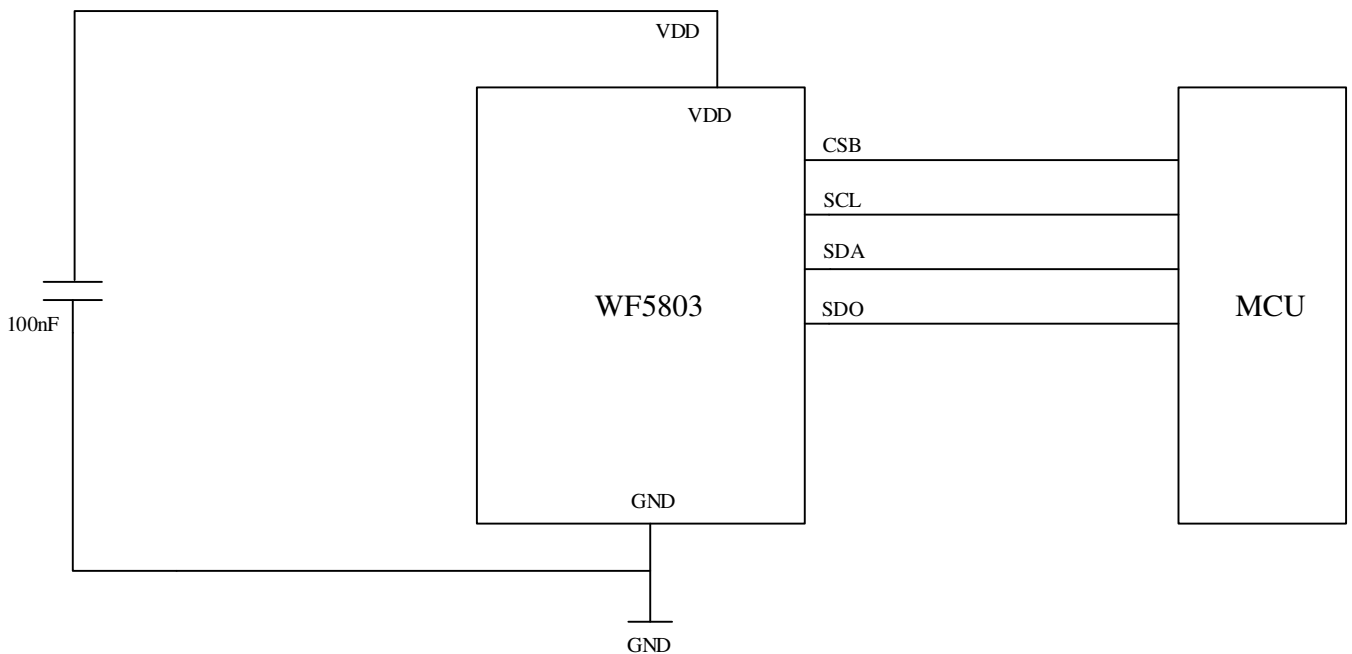 VDD
VDD
CSB
SCL
SDA
WF5803
MCU
SDO
100nF
GND
GND